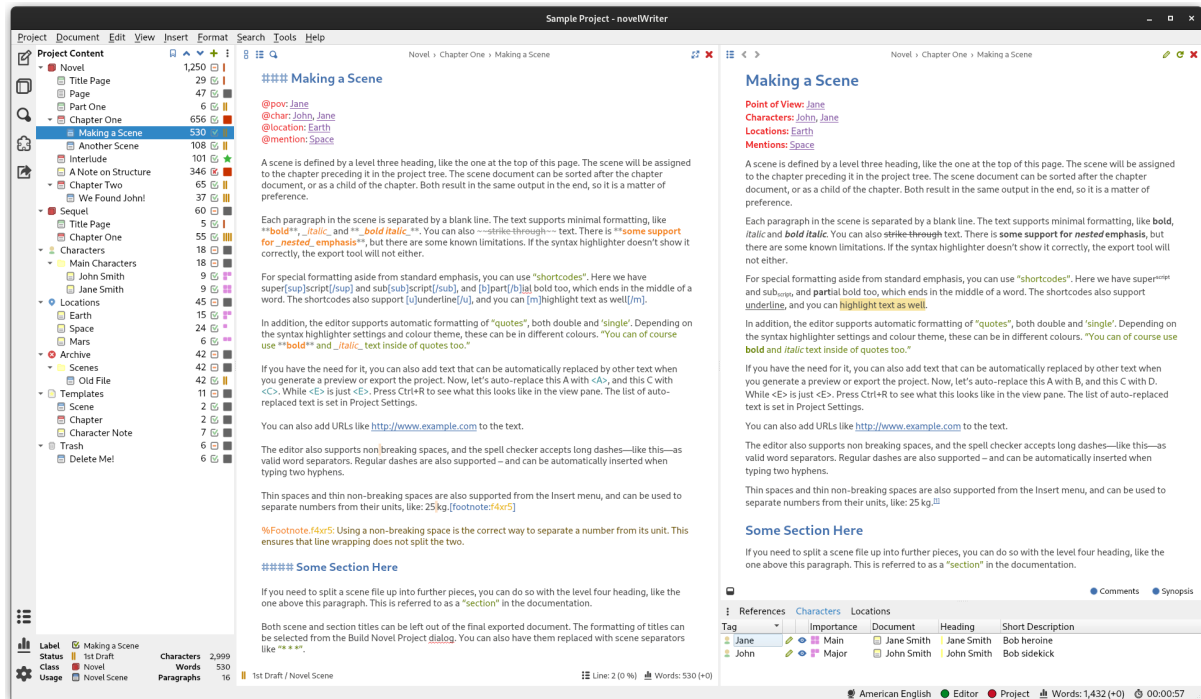 Sample Project - novelWriter
Project Document Edit View Insert Format Search Tools Help
Project Content
Novel 1,250
Title Page 29
Page 47
Part One 6
Chapter One 656
Making a Scene 530
Another Scene 108
Interlude 101
A Note on Structure 346
Chapter Two 65
We Found John! 37
Sequel 60
Title Page 5
Chapter One 55
Characters 18
Main Characters 18
John Smith 9
Jane Smith 9
Locations 45
Earth 15
Space 24
Mars 6
Archive 42
Scenes 42
Old File 42
Templates 11
Scene 2
Chapter 2
Character Note 7
Trash 6
Delete Me! 6
Label Making a Scene
Status 1st Draft Characters 2,999
Class Novel Words 530
Usage Novel Scene Paragraphs 16
Novel › Chapter One › Making a Scene
### Making a Scene
@pov: Jane
@char: John, Jane
@location: Earth
@mention: Space
A scene is defined by a level three heading, like the one at the top of this page. The scene will be assigned
to the chapter preceding it in the project tree. The scene document can be sorted after the chapter
document, or as a child of the chapter. Both result in the same output in the end, so it is a matter of
preference.
Each paragraph in the scene is separated by a blank line. The text supports minimal formatting, like
**bold**, _italic_ and **_bold italic_**. You can also ~~strike through~~ text. There is **some support
for _nested_ emphasis**, but there are some known limitations. If the syntax highlighter doesn’t show it
correctly, the export tool will not either.
For special formatting aside from standard emphasis, you can use “shortcodes”. Here we have
super[sup]script[/sup] and sub[sub]script[/sub], and [b]part[/b]ial bold too, which ends in the middle of a
word. The shortcodes also support [u]underline[/u], and you can [m]highlight text as well[/m].
In addition, the editor supports automatic formatting of “quotes”, both double and ‘single’. Depending on
the syntax highlighter settings and colour theme, these can be in different colours. “You can of course
use **bold** and _italic_ text inside of quotes too.”
If you have the need for it, you can also add text that can be automatically replaced by other text when
you generate a preview or export the project. Now, let’s auto-replace this A with <A>, and this C with
<C>. While <E> is just <E>. Press Ctrl+R to see what this looks like in the view pane. The list of auto-
replaced text is set in Project Settings.
You can also add URLs like http://www.example.com to the text.
The editor also supports non breaking spaces, and the spell checker accepts long dashes—like this—as
valid word separators. Regular dashes are also supported – and can be automatically inserted when
typing two hyphens.
Thin spaces and thin non-breaking spaces are also supported from the Insert menu, and can be used to
separate numbers from their units, like: 25 kg.[footnote:f4xr5]
%Footnote.f4xr5: Using a non-breaking space is the correct way to separate a number from its unit. This
ensures that line wrapping does not split the two.
#### Some Section Here
If you need to split a scene file up into further pieces, you can do so with the level four heading, like the
one above this paragraph. This is referred to as a “section” in the documentation.
Both scene and section titles can be left out of the final exported document. The formatting of titles can
be selected from the Build Novel Project dialog. You can also have them replaced with scene separators
like “* * *”.
1st Draft / Novel Scene Line: 2 (0 %) Words: 530 (+0)
Novel › Chapter One › Making a Scene
Making a Scene
Point of View: Jane
Characters: John, Jane
Locations: Earth
Mentions: Space
A scene is defined by a level three heading, like the one at the top of this page. The scene will be assigned
to the chapter preceding it in the project tree. The scene document can be sorted after the chapter
document, or as a child of the chapter. Both result in the same output in the end, so it is a matter of
preference.
Each paragraph in the scene is separated by a blank line. The text supports minimal formatting, like bold,
italic and bold italic. You can also strike through text. There is some support for nested emphasis, but
there are some known limitations. If the syntax highlighter doesn’t show it correctly, the export tool will
not either.
For special formatting aside from standard emphasis, you can use “shortcodes”. Here we have superscript
and subscript, and partial bold too, which ends in the middle of a word. The shortcodes also support
underline, and you can highlight text as well.
In addition, the editor supports automatic formatting of “quotes”, both double and ‘single’. Depending on
the syntax highlighter settings and colour theme, these can be in different colours. “You can of course use
bold and italic text inside of quotes too.”
If you have the need for it, you can also add text that can be automatically replaced by other text when
you generate a preview or export the project. Now, let’s auto-replace this A with B, and this C with D.
While <E> is just <E>. Press Ctrl+R to see what this looks like in the view pane. The list of auto-replaced
text is set in Project Settings.
You can also add URLs like http://www.example.com to the text.
The editor also supports non breaking spaces, and the spell checker accepts long dashes—like this—as
valid word separators. Regular dashes are also supported – and can be automatically inserted when
typing two hyphens.
Thin spaces and thin non-breaking spaces are also supported from the Insert menu, and can be used to
separate numbers from their units, like: 25 kg.[1]
Some Section Here
If you need to split a scene file up into further pieces, you can do so with the level four heading, like the
one above this paragraph. This is referred to as a “section” in the documentation.
Comments Synopsis
References Characters Locations
Tag Importance Document Heading Short Description
Jane Main Jane Smith Jane Smith Bob heroine
John Major John Smith John Smith Bob sidekick
American English Editor Project Words: 1,432 (+0) 00:00:57